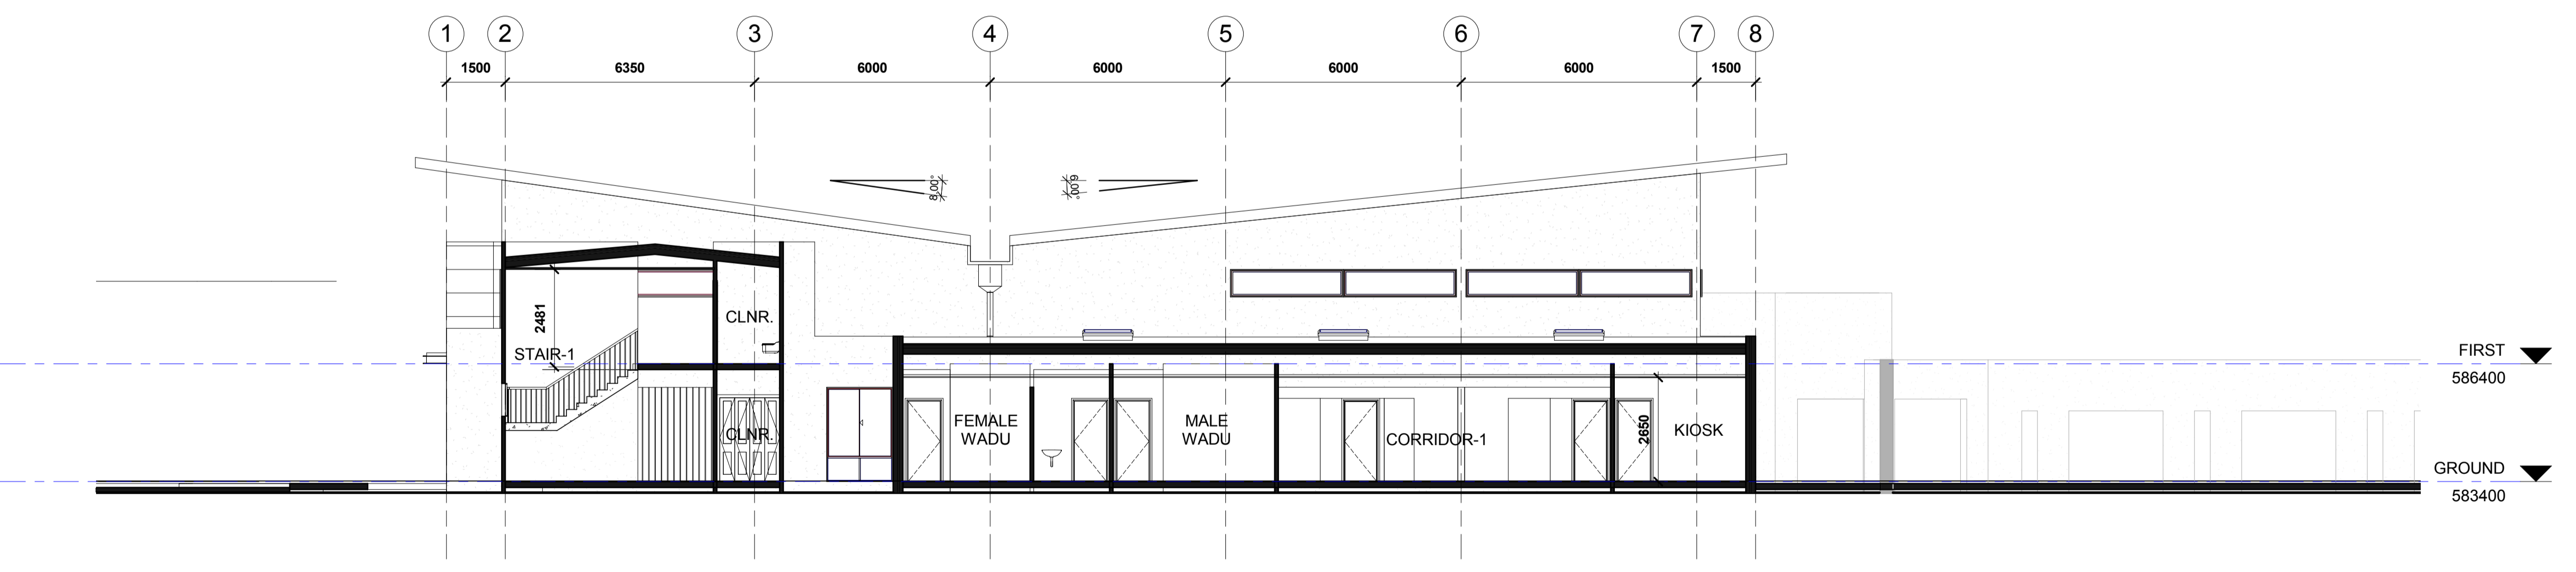 1 2 3 4 5 6 7 8
1500 6350 6000 6000 6000 6000 1500
8,00°
6,00°
2481
CLNR.
STAIR-1
FIRST
586400
FEMALE
WADU
MALE
WADU
CLNR.
CORRIDOR-1
2650
KIOSK
GROUND
583400